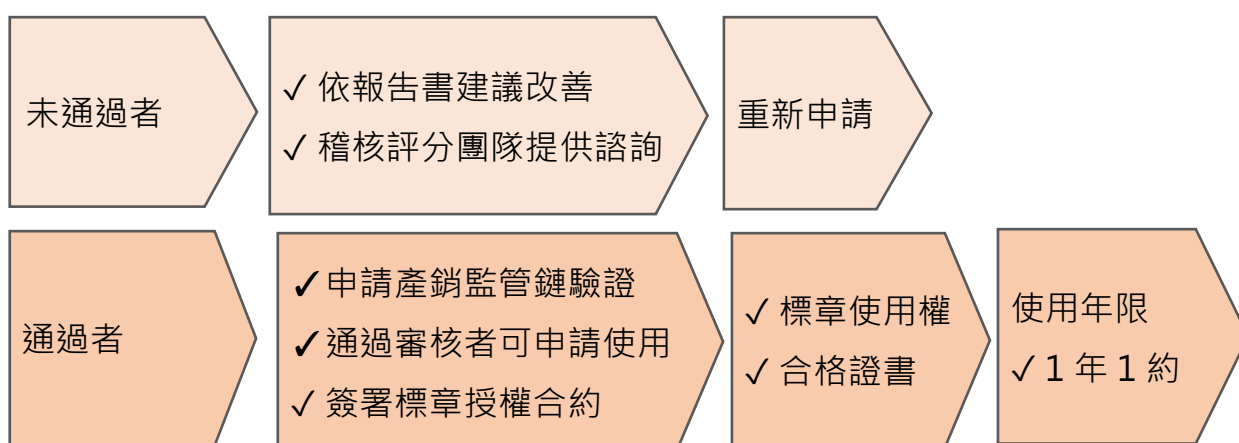 未通過者
✓ 依報告書建議改善
✓ 稽核評分團隊提供諮詢
重新申請
通過者
✓申請產銷監管鏈驗證
✓通過審核者可申請使用
✓ 簽署標章授權合約
✓ 標章使用權
✓ 合格證書
使用年限
✓1 年 1 約